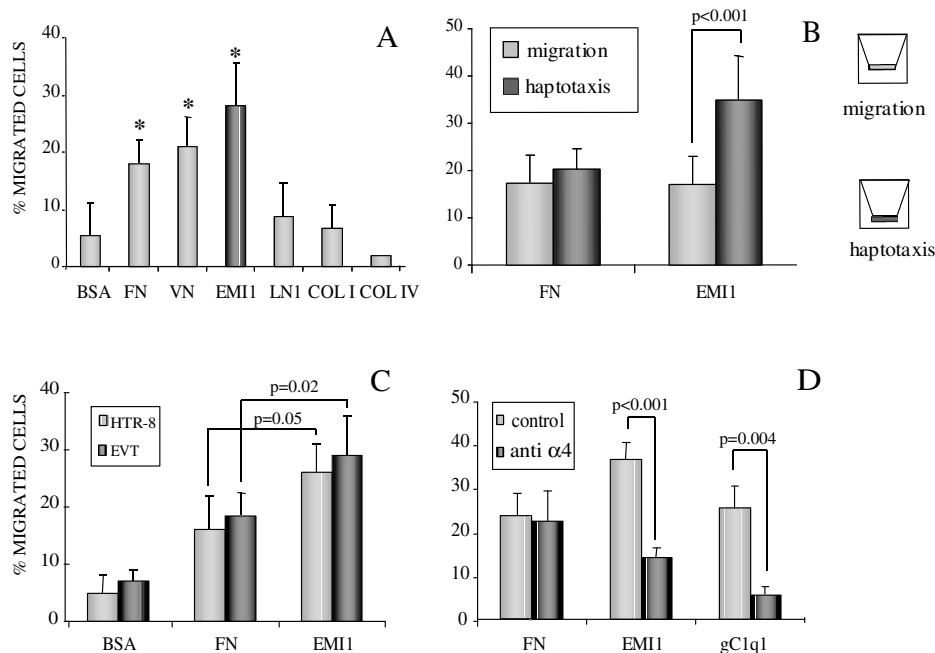 A
% MIGRATED CELLS
40
30
20
10
0
BSA FN VN EMI1 LN1 COL I COL IV
*
*
*
B
p<0.001
migration
haptotaxis
50
40
30
20
10
0
FN EMI1
migration
haptotaxis
C
% MIGRATED CELLS
p=0.02
p=0.05
HTR-8
EVT
40
30
20
10
0
BSA FN EMI1
D
p<0.001
p=0.004
control
anti α4
50
40
30
20
10
0
FN EMI1 gC1q1